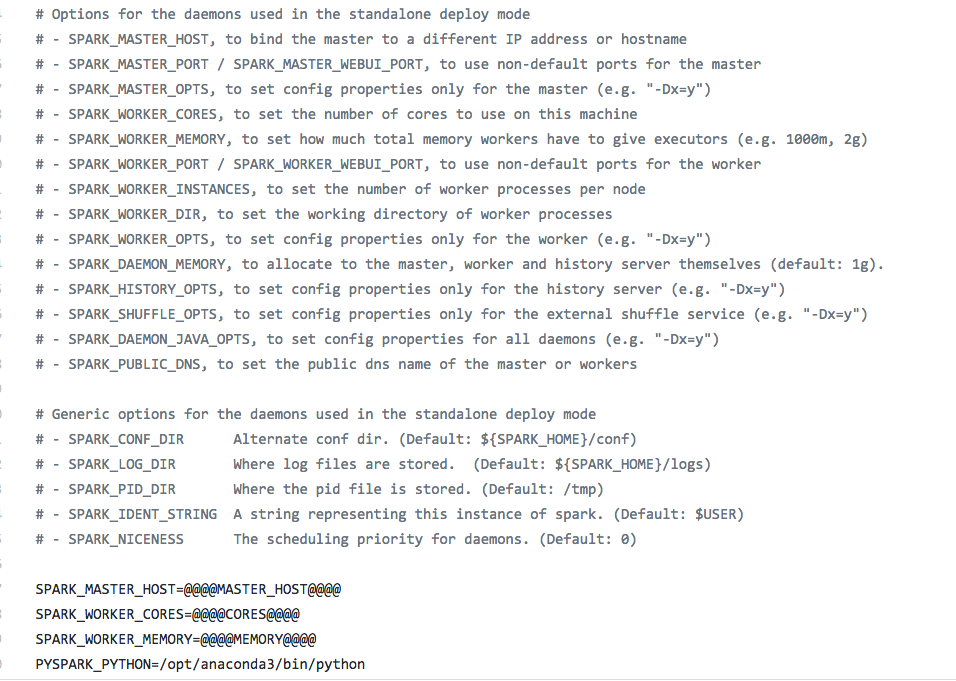 # Options for the daemons used in the standalone deploy mode
# - SPARK_MASTER_HOST, to bind the master to a different IP address or hostname
# - SPARK_MASTER_PORT / SPARK_MASTER_WEBUI_PORT, to use non-default ports for the master
# - SPARK_MASTER_OPTS, to set config properties only for the master (e.g. "-Dx=y")
# - SPARK_WORKER_CORES, to set the number of cores to use on this machine
# - SPARK_WORKER_MEMORY, to set how much total memory workers have to give executors (e.g. 1000m, 2g)
# - SPARK_WORKER_PORT / SPARK_WORKER_WEBUI_PORT, to use non-default ports for the worker
# - SPARK_WORKER_INSTANCES, to set the number of worker processes per node
# - SPARK_WORKER_DIR, to set the working directory of worker processes
# - SPARK_WORKER_OPTS, to set config properties only for the worker (e.g. "-Dx=y")
# - SPARK_DAEMON_MEMORY, to allocate to the master, worker and history server themselves (default: 1g).
# - SPARK_HISTORY_OPTS, to set config properties only for the history server (e.g. "-Dx=y")
# - SPARK_SHUFFLE_OPTS, to set config properties only for the external shuffle service (e.g. "-Dx=y")
# - SPARK_DAEMON_JAVA_OPTS, to set config properties for all daemons (e.g. "-Dx=y")
# - SPARK_PUBLIC_DNS, to set the public dns name of the master or workers

# Generic options for the daemons used in the standalone deploy mode
# - SPARK_CONF_DIR      Alternate conf dir. (Default: ${SPARK_HOME}/conf)
# - SPARK_LOG_DIR       Where log files are stored.  (Default: ${SPARK_HOME}/logs)
# - SPARK_PID_DIR       Where the pid file is stored. (Default: /tmp)
# - SPARK_IDENT_STRING  A string representing this instance of spark. (Default: $USER)
# - SPARK_NICENESS      The scheduling priority for daemons. (Default: 0)

SPARK_MASTER_HOST=@@@@MASTER_HOST@@@@
SPARK_WORKER_CORES=@@@@CORES@@@@
SPARK_WORKER_MEMORY=@@@@MEMORY@@@@
PYSPARK_PYTHON=/opt/anaconda3/bin/python